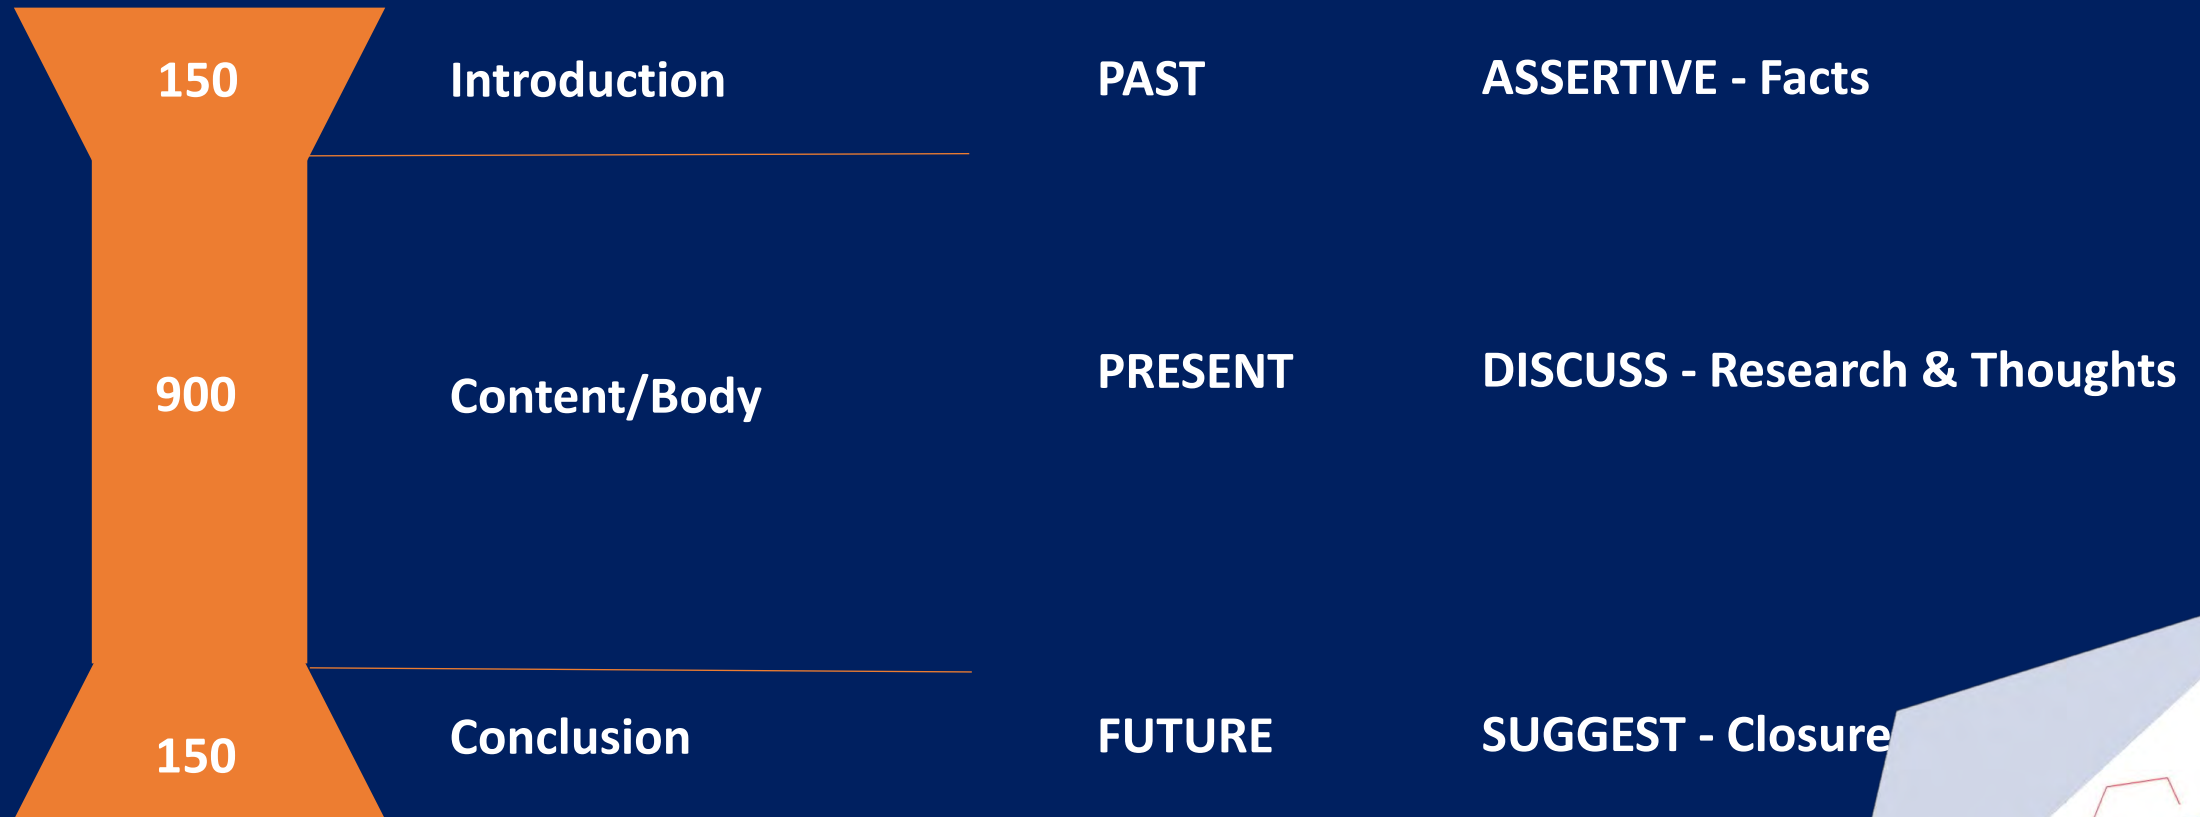 150 Introduction PAST ASSERTIVE - Facts
900 Content/Body PRESENT DISCUSS - Research & Thoughts
150 Conclusion FUTURE SUGGEST - Closure